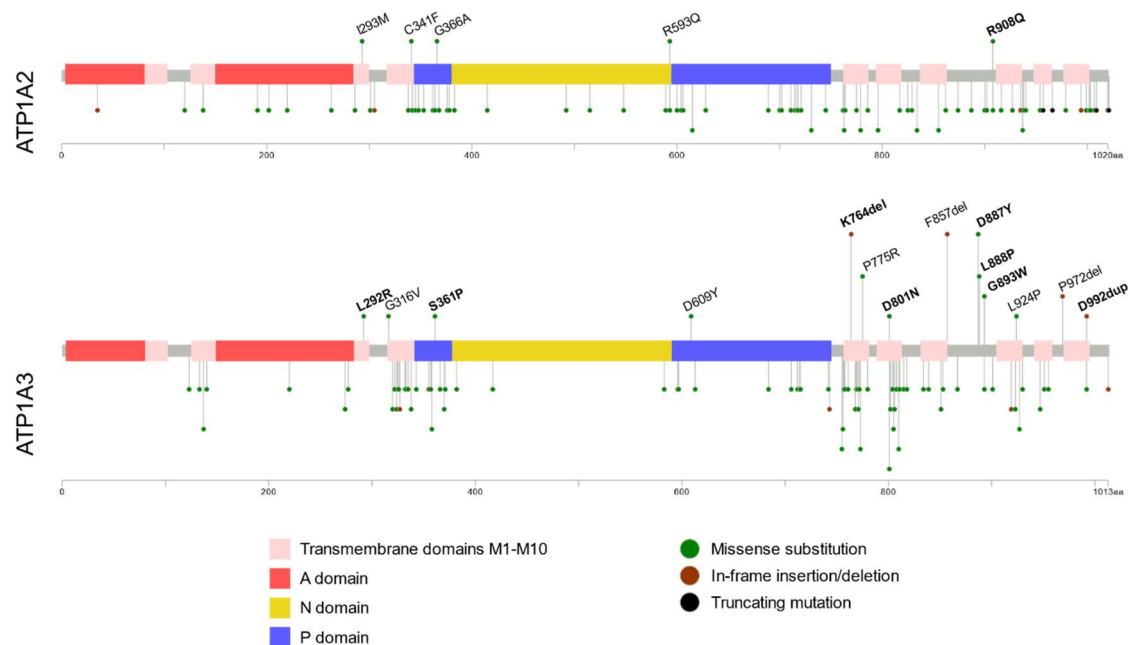 I293M
C341F
G366A
R593Q
R908Q
ATP1A2
0
200
400
600
800
1020aa
K764del
F857del
D887Y
P775R
L888P
G893W
L292R
G316V
S361P
D609Y
D801N
L924P
P972del
D992dup
ATP1A3
0
200
400
600
800
1013aa
Transmembrane domains M1-M10
A domain
N domain
P domain
Missense substitution
In-frame insertion/deletion
Truncating mutation